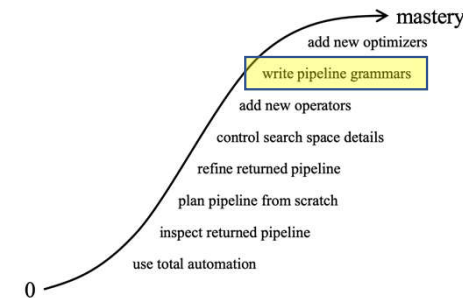 mastery
add new optimizers
write pipeline grammars
add new operators
control search space details
refine returned pipeline
plan pipeline from scratch
inspect returned pipeline
use total automation
0